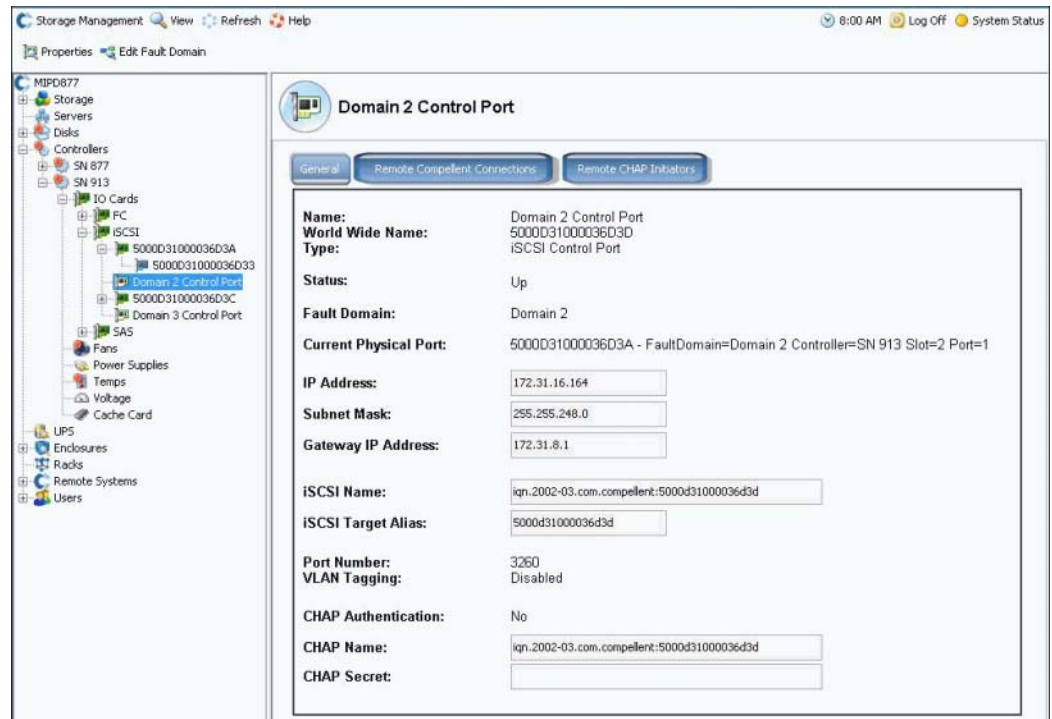 Storage Management View Refresh Help 8:00 AM Log Off System Status
Properties Edit Fault Domain
MIPD877
Storage
Servers
Disks
Controllers
SN 877
SN 913
IO Cards
FC
iSCSI
5000D31000036D3A
5000D31000036D33
Domain 2 Control Port
5000D31000036D3C
Domain 3 Control Port
SAS
Fans
Power Supplies
Temps
Voltage
Cache Card
UPS
Enclosures
Racks
Remote Systems
Users
Domain 2 Control Port
General Remote Compellent Connections Remote CHAP Initiators
Name: Domain 2 Control Port
World Wide Name: 5000D31000036D3D
Type: iSCSI Control Port
Status: Up
Fault Domain: Domain 2
Current Physical Port: 5000D31000036D3A - FaultDomain=Domain 2 Controller=SN 913 Slot=2 Port=1
IP Address: 172.31.16.164
Subnet Mask: 255.255.248.0
Gateway IP Address: 172.31.8.1
iSCSI Name: iqn.2002-03.com.compellent:5000d31000036d3d
iSCSI Target Alias: 5000d31000036d3d
Port Number: 3260
VLAN Tagging: Disabled
CHAP Authentication: No
CHAP Name: iqn.2002-03.com.compellent:5000d31000036d3d
CHAP Secret: